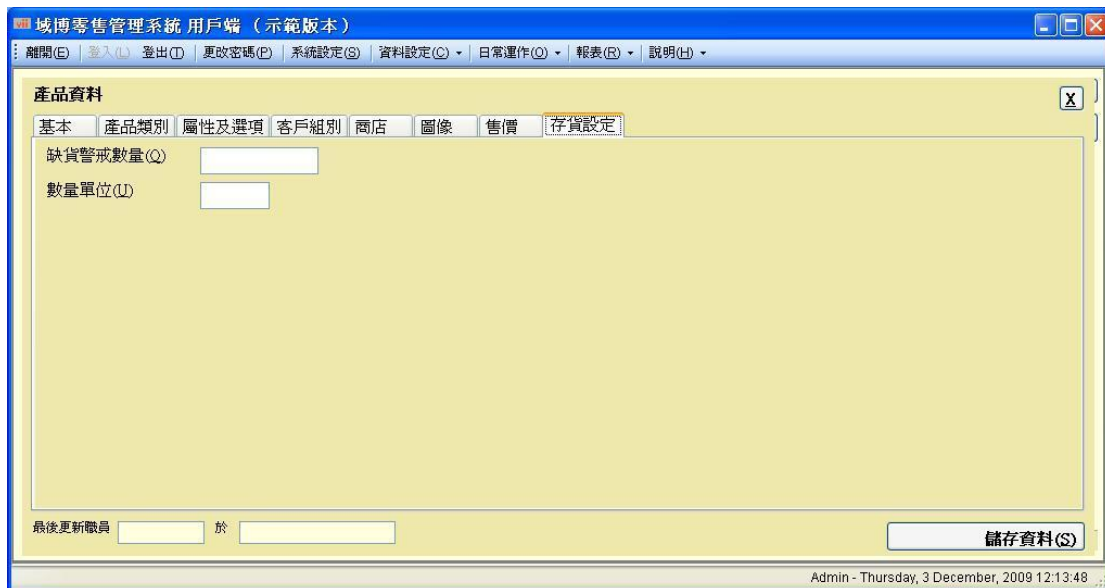 域博零售管理系統 用戶端 （示範版本）
離開(E) 登入(L) 登出(T) 更改密碼(P) 系統設定(S) 資料設定(C) 日常運作(O) 報表(R) 說明(H)
產品資料 X
基本 產品類別 屬性及選項 客戶組別 商店 圖像 售價 存貨設定
缺貨警戒數量(Q)
數量單位(U)
最後更新職員 於
儲存資料(S)
Admin - Thursday, 3 December, 2009 12:13:48